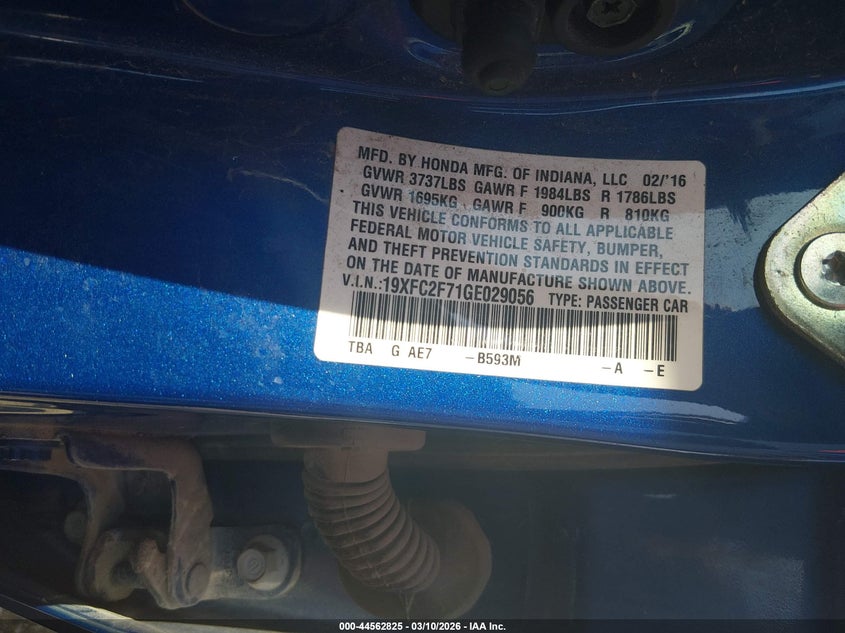 MFD. BY HONDA MFG. OF INDIANA, LLC 02/'16
GVWR 3737LBS GAWR F 1984LBS R 1786LBS
GVWR 1695KG GAWR F 900KG R 810KG
THIS VEHICLE CONFORMS TO ALL APPLICABLE
FEDERAL MOTOR VEHICLE SAFETY, BUMPER,
AND THEFT PREVENTION STANDARDS IN EFFECT
ON THE DATE OF MANUFACTURE SHOWN ABOVE.
V.I.N.:19XFC2F71GE029056 TYPE: PASSENGER CAR
TBA G AE7 -B593M -A -E
000-44562825 - 03/10/2026 - IAA Inc.